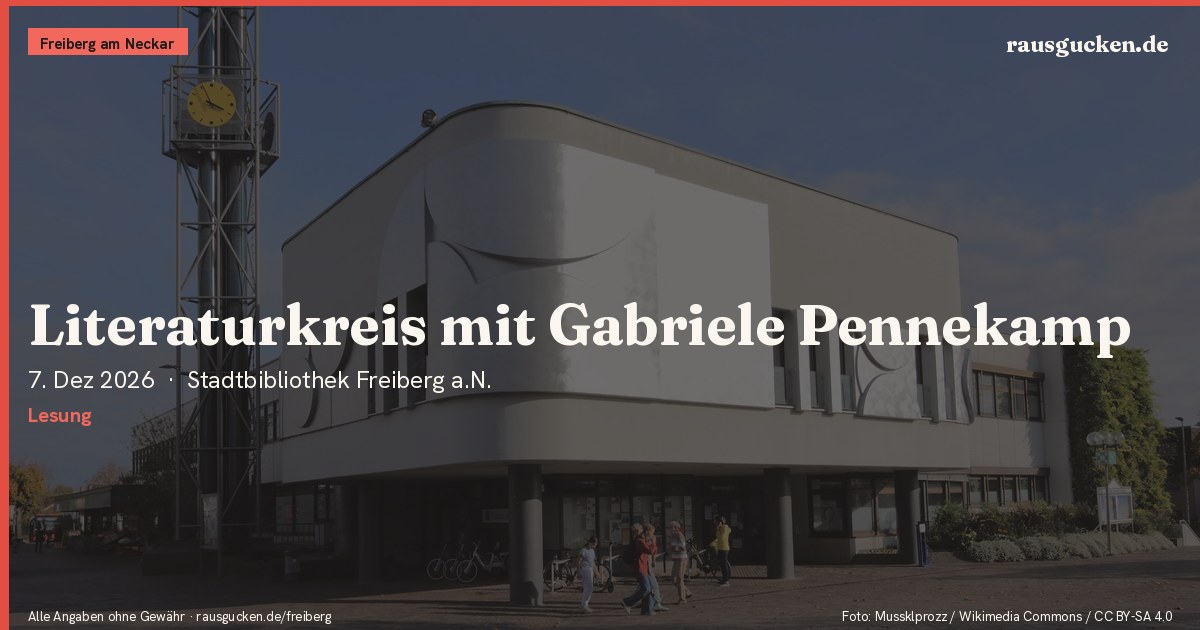 Freiberg am Neckar
rausgucken.de
Literaturkreis mit Gabriele Pennekamp
7. Dez 2026 · Stadtbibliothek Freiberg a.N.
Lesung
Alle Angaben ohne Gewähr · rausgucken.de/freiberg
Foto: Mussklprozz / Wikimedia Commons / CC BY-SA 4.0